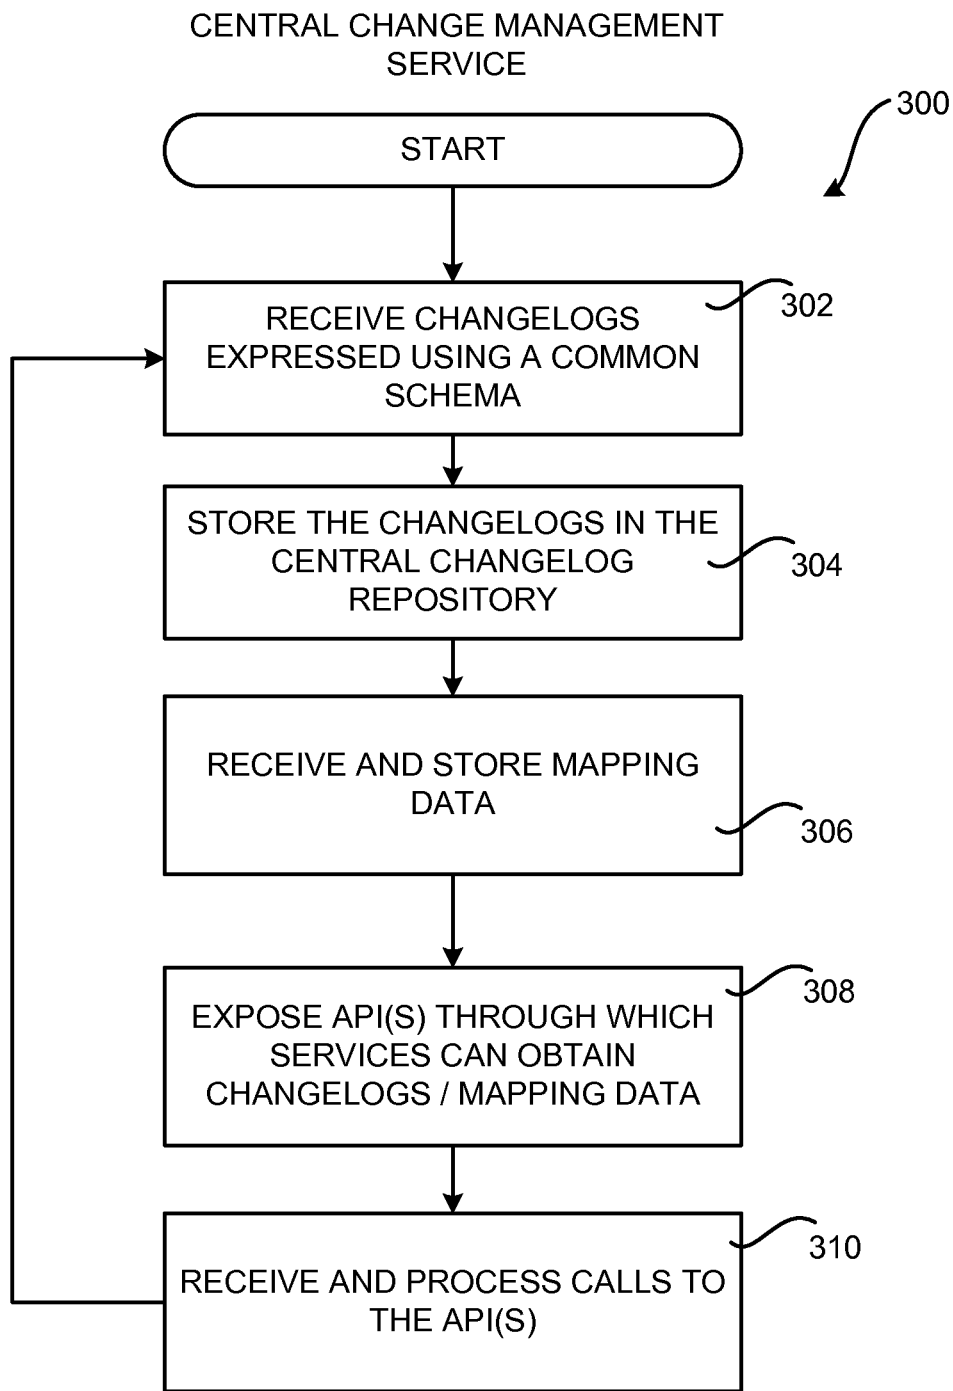 CENTRAL CHANGE MANAGEMENT
SERVICE
300
START
302
RECEIVE CHANGELOGS
EXPRESSED USING A COMMON
SCHEMA
304
STORE THE CHANGELOGS IN THE
CENTRAL CHANGELOG
REPOSITORY
RECEIVE AND STORE MAPPING
DATA
306
308
EXPOSE API(S) THROUGH WHICH
SERVICES CAN OBTAIN
CHANGELOGS / MAPPING DATA
310
RECEIVE AND PROCESS CALLS TO
THE API(S)